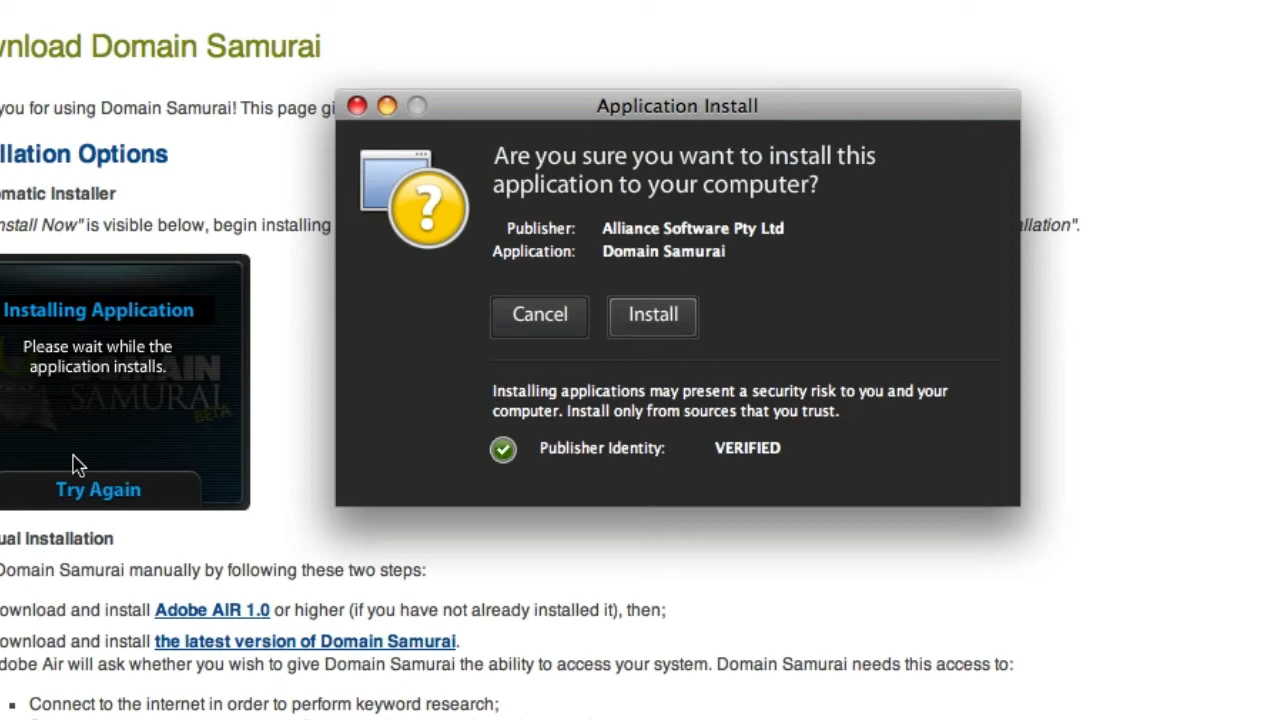 wnload Domain Samurai
you for using Domain Samurai! This page gi
llation Options
matic Installer
nstall Now" is visible below, begin installing
llation".
Application Install
Are you sure you want to install this
application to your computer?
Publisher: Alliance Software Pty Ltd
Application: Domain Samurai
Cancel
Install
Installing applications may present a security risk to you and your
computer. Install only from sources that you trust.
Publisher Identity: VERIFIED
Installing Application
Please wait while the
application installs.
DOMAIN
SAMURAI
BETA
Try Again
ual Installation
Domain Samurai manually by following these two steps:
ownload and install Adobe AIR 1.0 or higher (if you have not already installed it), then;
ownload and install the latest version of Domain Samurai.
dobe Air will ask whether you wish to give Domain Samurai the ability to access your system. Domain Samurai needs this access to:
Connect to the internet in order to perform keyword research;